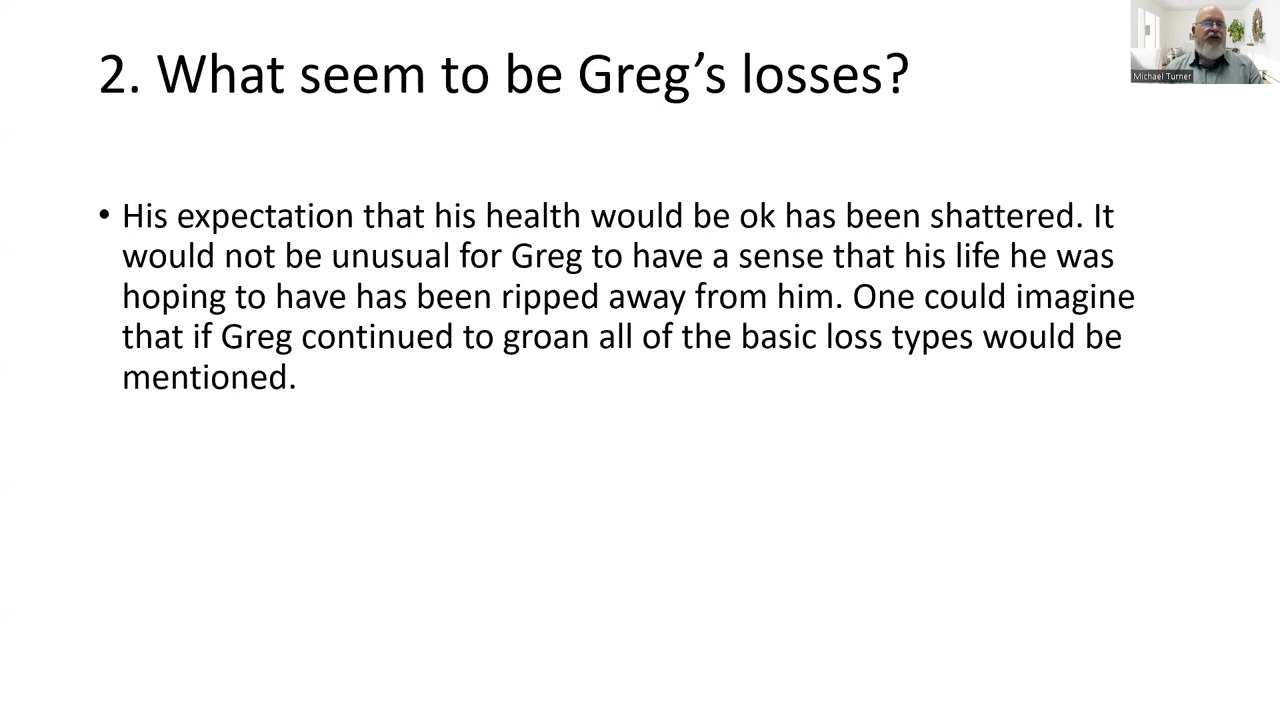 2. What seem to be Greg’s losses?
Michael Turner
• His expectation that his health would be ok has been shattered. It
would not be unusual for Greg to have a sense that his life he was
hoping to have has been ripped away from him. One could imagine
that if Greg continued to groan all of the basic loss types would be
mentioned.